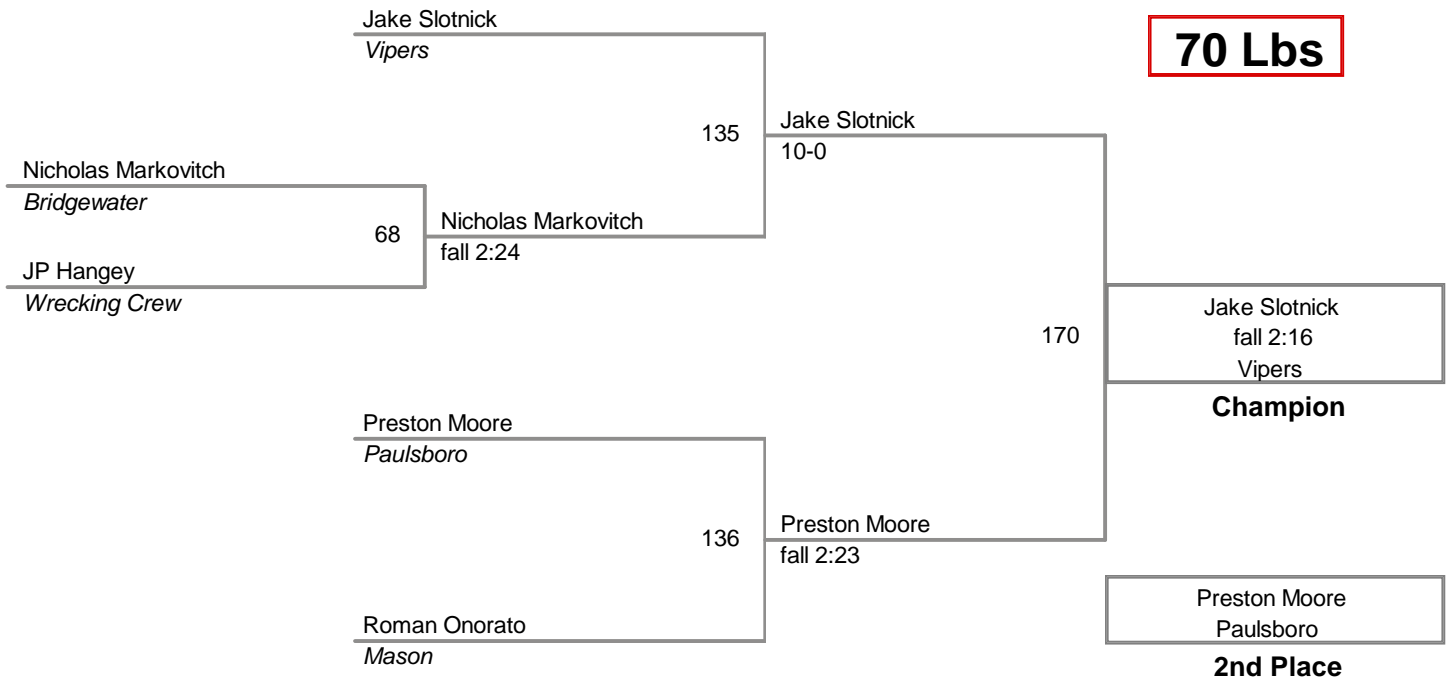 Jake Slotnick
Vipers
70 Lbs
135
Jake Slotnick
10-0
Nicholas Markovitch
Bridgewater
68
Nicholas Markovitch
fall 2:24
JP Hangey
Wrecking Crew
170
Jake Slotnick
fall 2:16
Vipers
Champion
Preston Moore
Paulsboro
136
Preston Moore
fall 2:23
Roman Onorato
Mason
Preston Moore
Paulsboro
2nd Place